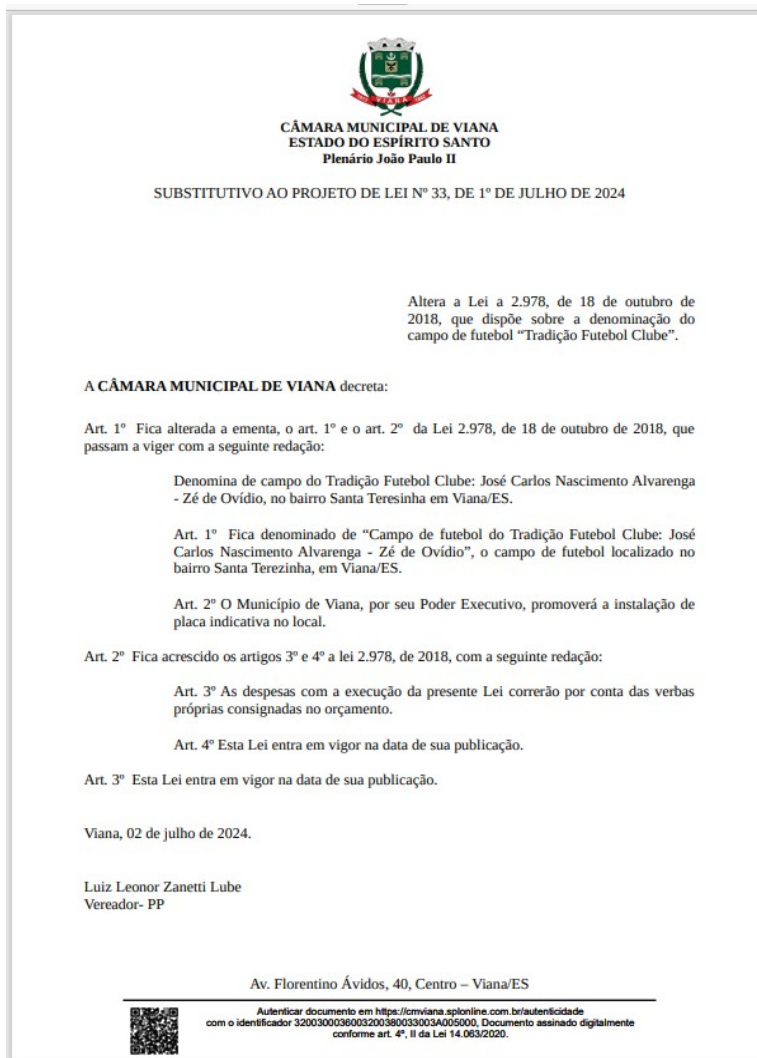 VIANA
CÂMARA MUNICIPAL DE VIANA
ESTADO DO ESPÍRITO SANTO
Plenário João Paulo II
SUBSTITUTIVO AO PROJETO DE LEI Nº 33, DE 1º DE JULHO DE 2024
Altera a Lei a 2.978, de 18 de outubro de
2018, que dispõe sobre a denominação do
campo de futebol “Tradição Futebol Clube”.
A CÂMARA MUNICIPAL DE VIANA decreta:
Art. 1º Fica alterada a ementa, o art. 1º e o art. 2º da Lei 2.978, de 18 de outubro de 2018, que
passam a viger com a seguinte redação:
Denomina de campo do Tradição Futebol Clube: José Carlos Nascimento Alvarenga
- Zé de Ovídio, no bairro Santa Teresinha em Viana/ES.
Art. 1º Fica denominado de “Campo de futebol do Tradição Futebol Clube: José
Carlos Nascimento Alvarenga - Zé de Ovídio”, o campo de futebol localizado no
bairro Santa Terezinha, em Viana/ES.
Art. 2º O Município de Viana, por seu Poder Executivo, promoverá a instalação de
placa indicativa no local.
Art. 2º Fica acrescido os artigos 3º e 4º a lei 2.978, de 2018, com a seguinte redação:
Art. 3º As despesas com a execução da presente Lei correrão por conta das verbas
próprias consignadas no orçamento.
Art. 4º Esta Lei entra em vigor na data de sua publicação.
Art. 3º Esta Lei entra em vigor na data de sua publicação.
Viana, 02 de julho de 2024.
Luiz Leonor Zanetti Lube
Vereador- PP
Av. Florentino Ávidos, 40, Centro – Viana/ES
Autenticar documento em https://cmviana.splonline.com.br/autenticidade
com o identificador 3200300036003200380033003A005000, Documento assinado digitalmente
conforme art. 4º, II da Lei 14.063/2020.